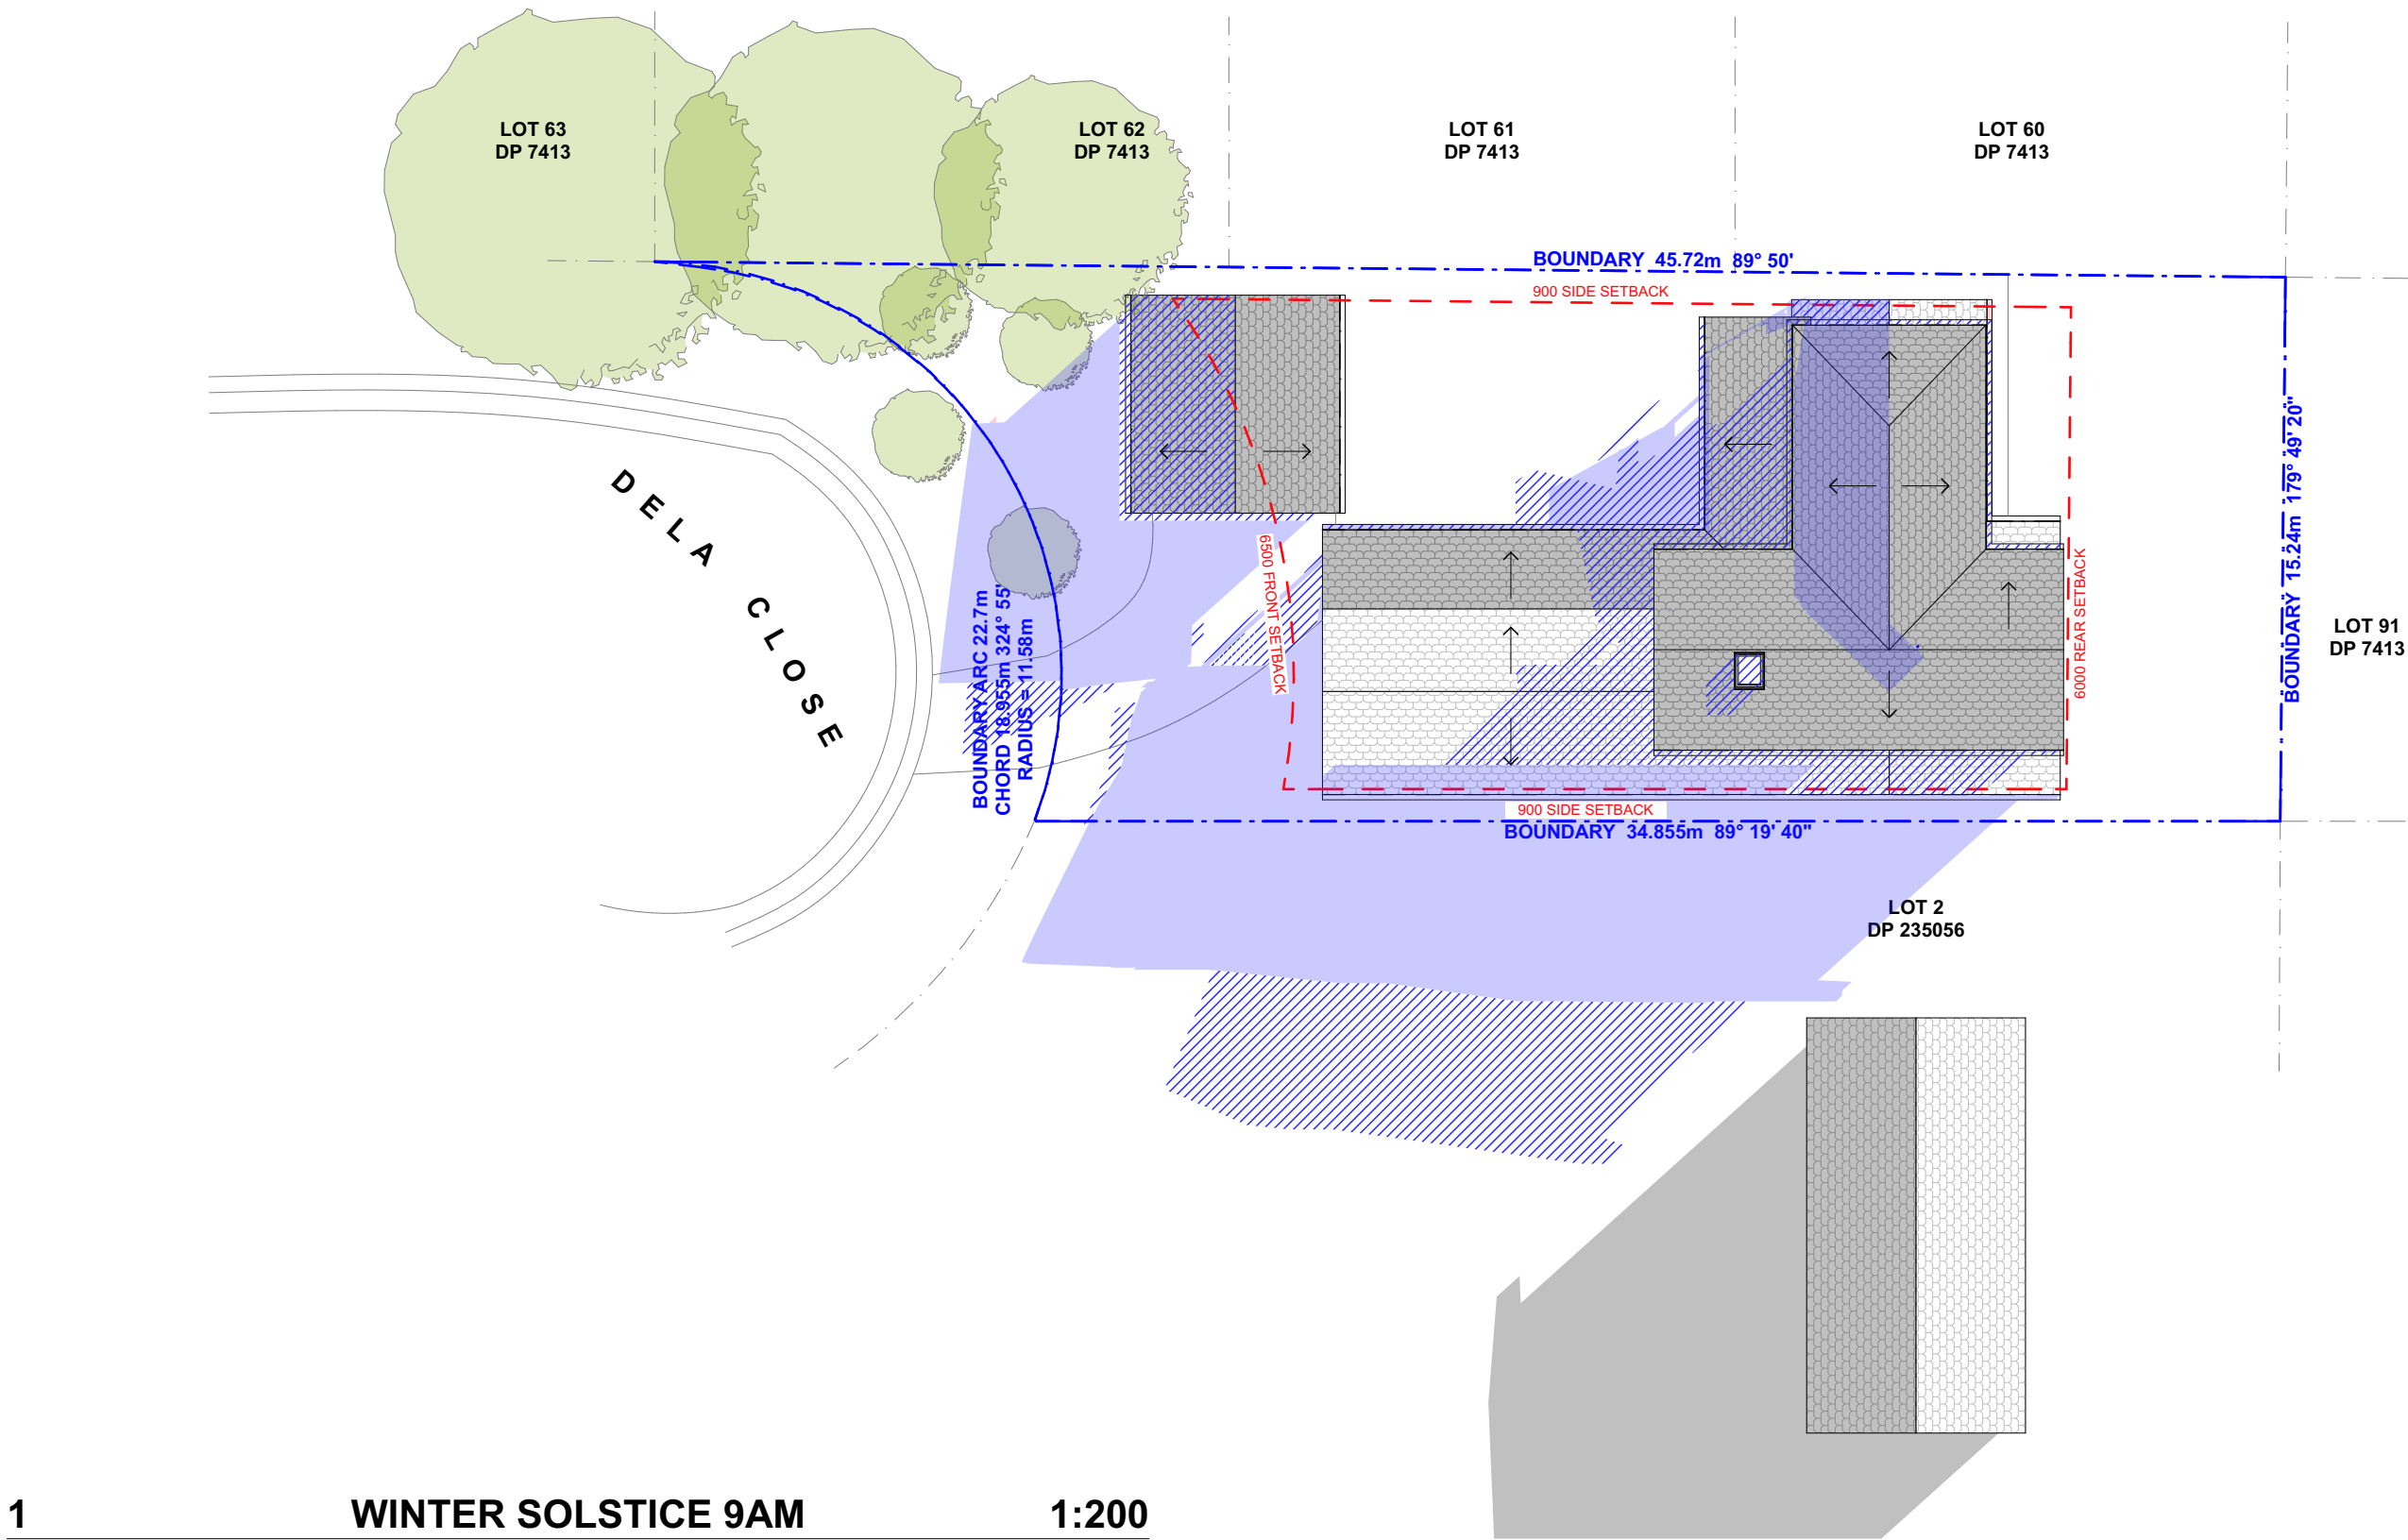 LOT 63
DP 7413
LOT 62
DP 7413
LOT 61
DP 7413
LOT 60
DP 7413
BOUNDARY 45.72m 89° 50'
900 SIDE SETBACK
DELA CLOSE
6500 FRONT SETBACK
BOUNDARY ARC 22.7m
CHORD 18.955m 324° 55'
RADIUS = 11.58m
6000 REAR SETBACK
BOUNDARY 15.24m 179° 49' 20"
LOT 91
DP 7413
900 SIDE SETBACK
BOUNDARY 34.855m 89° 19' 40"
LOT 2
DP 235056
1 WINTER SOLSTICE 9AM 1:200